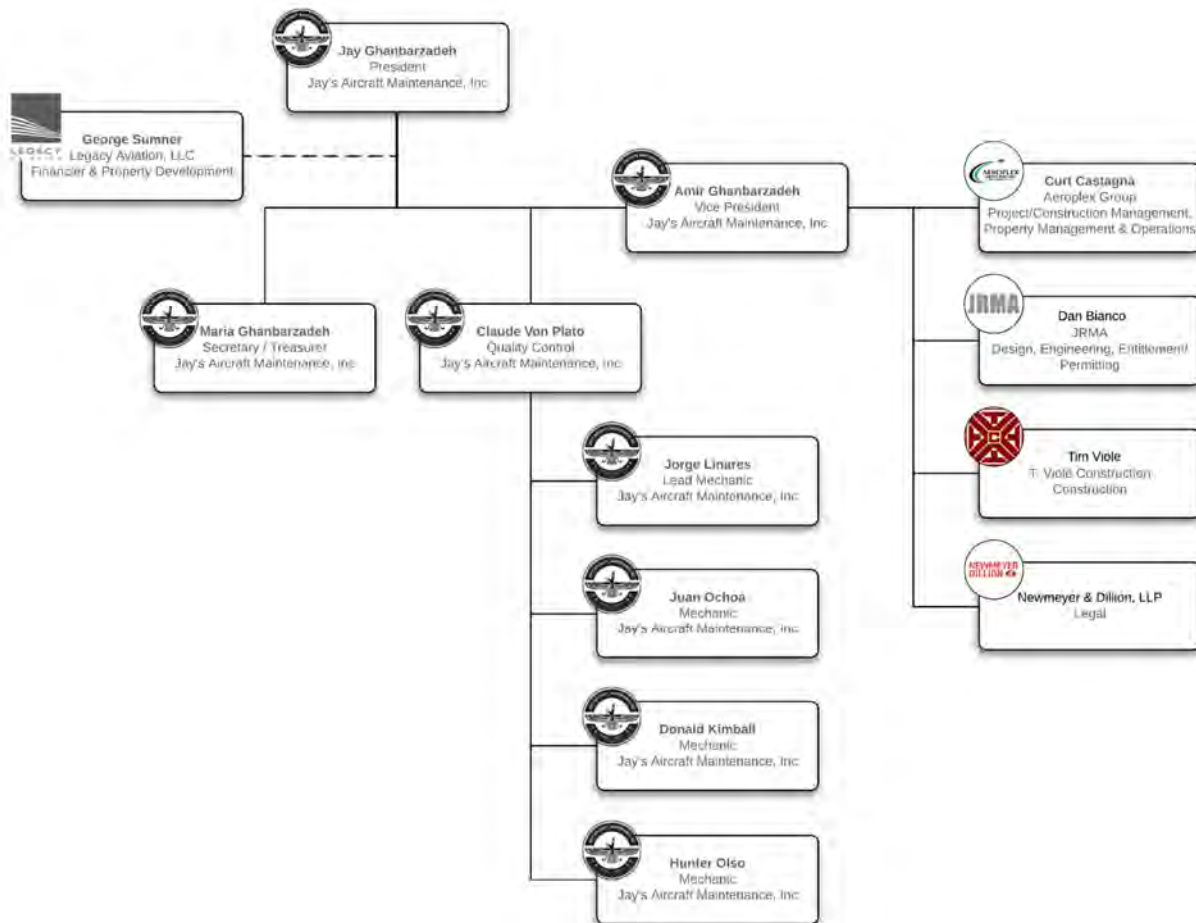 Jay Ghanbarzadeh
President
Jay's Aircraft Maintenance, Inc
LEGACY
George Sumner
Legacy Aviation, LLC
Financier & Property Development
Amir Ghanbarzadeh
Vice President
Jay's Aircraft Maintenance, Inc
AEROPLEX
Curt Castagna
Aeroplex Group
Project/Construction Management,
Property Management & Operations
Maria Ghanbarzadeh
Secretary / Treasurer
Jay's Aircraft Maintenance, Inc
Claude Von Plato
Quality Control
Jay's Aircraft Maintenance, Inc
JRMA
Dan Bianco
JRMA
Design, Engineering, Entitlement/
Permitting
Jorge Linares
Lead Mechanic
Jay's Aircraft Maintenance, Inc
Tim Viole
T. Viole Construction
Construction
Juan Ochoa
Mechanic
Jay's Aircraft Maintenance, Inc
NEWMEYER
DILLION
Newmeyer & Dillion, LLP
Legal
Donald Kimball
Mechanic
Jay's Aircraft Maintenance, Inc
Hunter Olso
Mechanic
Jay's Aircraft Maintenance, Inc